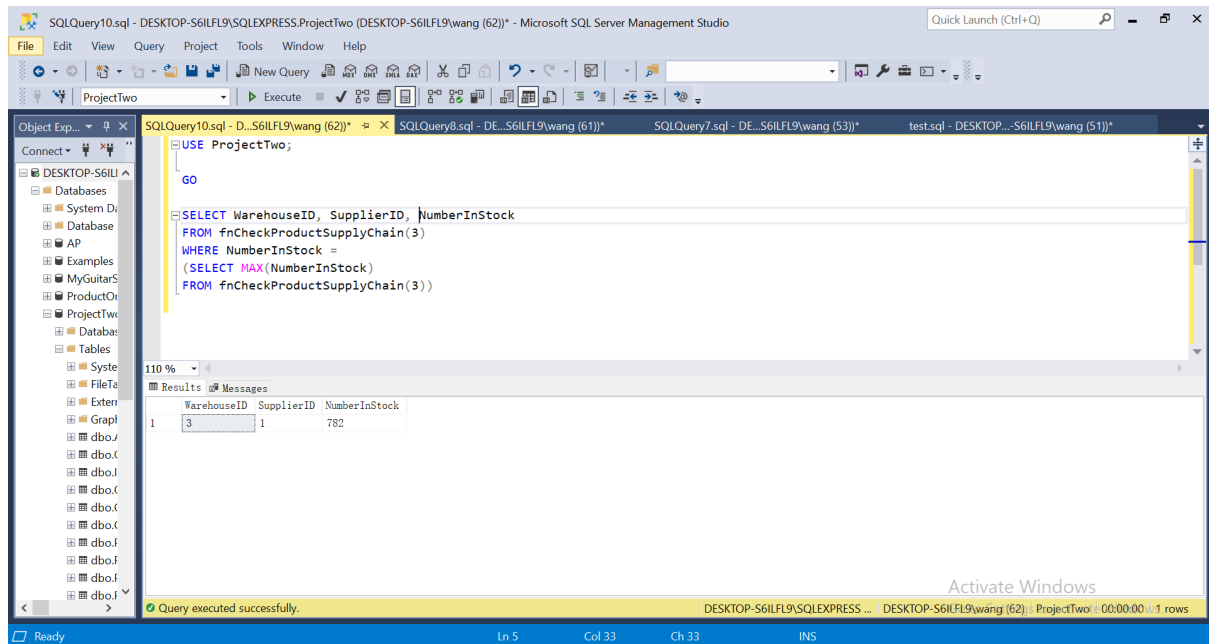 SQLQuery10.sql - DESKTOP-S6ILFL9\SQLEXPRESS.ProjectTwo (DESKTOP-S6ILFL9\wang (62))* - Microsoft SQL Server Management Studio
Quick Launch (Ctrl+Q)
File Edit View Query Project Tools Window Help
New Query MDX DMX XMLA DAX
ProjectTwo Execute
Object Exp...
SQLQuery10.sql - D...S6ILFL9\wang (62))* SQLQuery8.sql - DE...S6ILFL9\wang (61))* SQLQuery7.sql - DE...S6ILFL9\wang (53))* test.sql - DESKTOP...-S6ILFL9\wang (51))*
Connect
DESKTOP-S6ILI
Databases
System Da
Database
AP
Examples
MyGuitarS
ProductOr
ProjectTwo
Databas
Tables
Syste
FileTa
Extern
Graph
dbo.A
dbo.C
dbo.I
dbo.C
dbo.C
dbo.C
dbo.F
dbo.F
dbo.F
dbo.F
USE ProjectTwo;
GO
SELECT WarehouseID, SupplierID, NumberInStock
FROM fnCheckProductSupplyChain(3)
WHERE NumberInStock =
(SELECT MAX(NumberInStock)
FROM fnCheckProductSupplyChain(3))
110 %
Results Messages
WarehouseID SupplierID NumberInStock
1 3 1 782
Activate Windows
Query executed successfully.
DESKTOP-S6ILFL9\SQLEXPRESS ... DESKTOP-S6ILFL9\wang (62) ProjectTwo 00:00:00 1 rows
Ready Ln 5 Col 33 Ch 33 INS